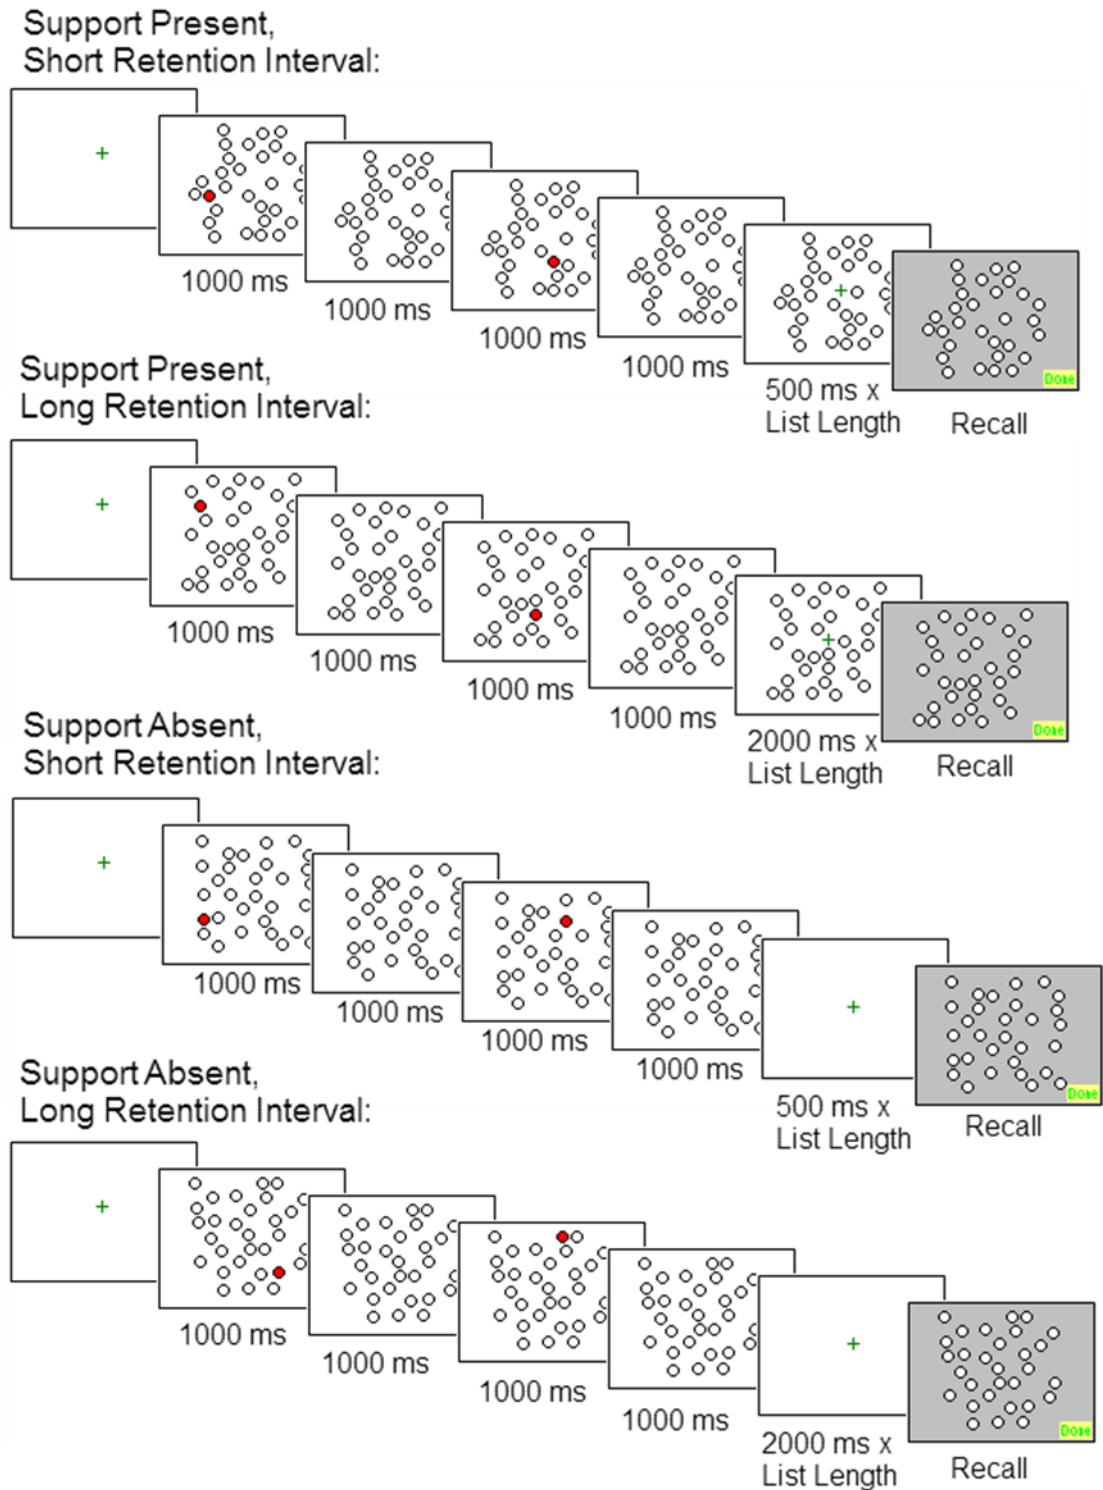 Support Present,
Short Retention Interval:
1000 ms
1000 ms
1000 ms
1000 ms
500 ms x
List Length
Done
Recall
Support Present,
Long Retention Interval:
1000 ms
1000 ms
1000 ms
1000 ms
2000 ms x
List Length
Done
Recall
Support Absent,
Short Retention Interval:
1000 ms
1000 ms
1000 ms
1000 ms
500 ms x
List Length
Done
Recall
Support Absent,
Long Retention Interval:
1000 ms
1000 ms
1000 ms
1000 ms
2000 ms x
List Length
Done
Recall